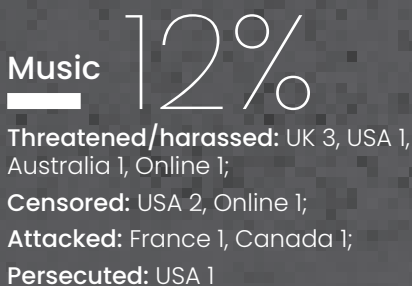 Music 12%
Threatened/harassed: UK 3, USA 1,
Australia 1, Online 1;
Censored: USA 2, Online 1;
Attacked: France 1, Canada 1;
Persecuted: USA 1